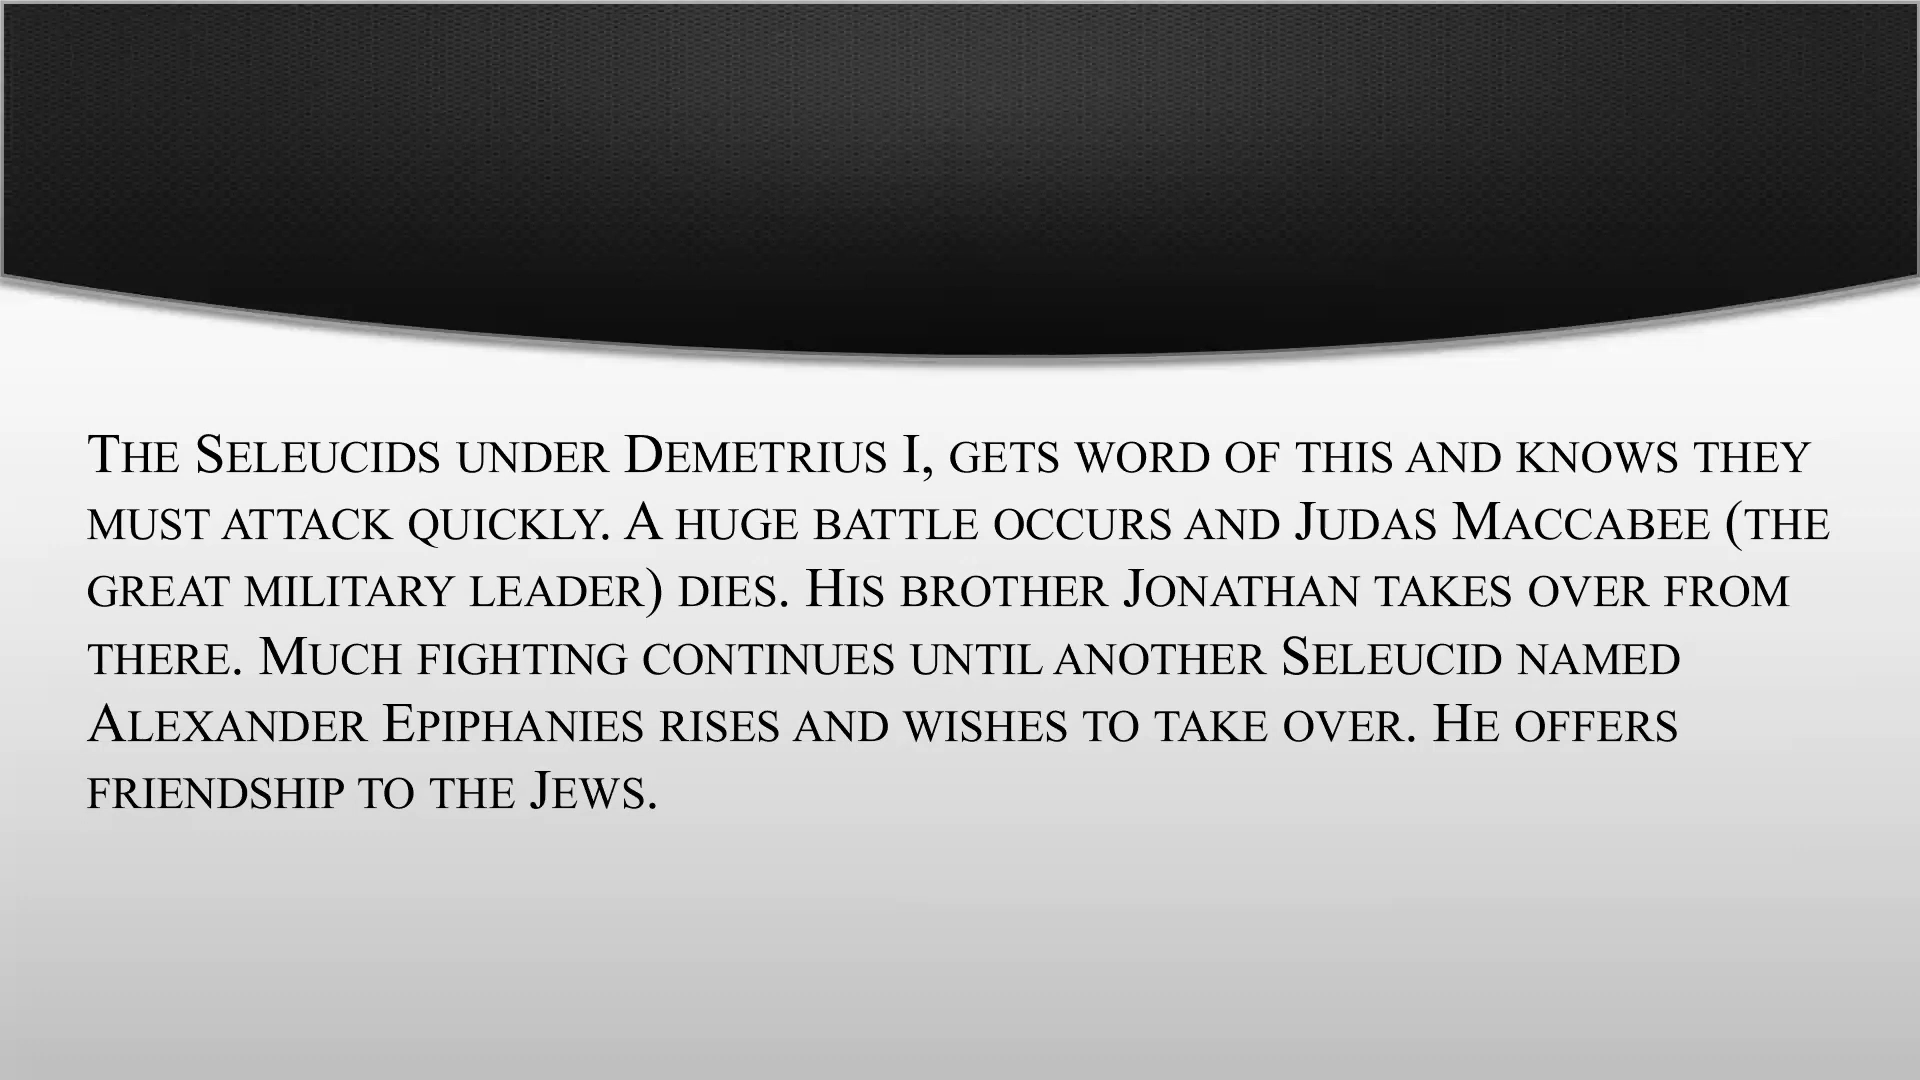 The Seleucids under Demetrius I, gets word of this and knows they
must attack quickly. A huge battle occurs and Judas Maccabee (the
great military leader) dies. His brother Jonathan takes over from
there. Much fighting continues until another Seleucid named
Alexander Epiphanies rises and wishes to take over. He offers
friendship to the Jews.